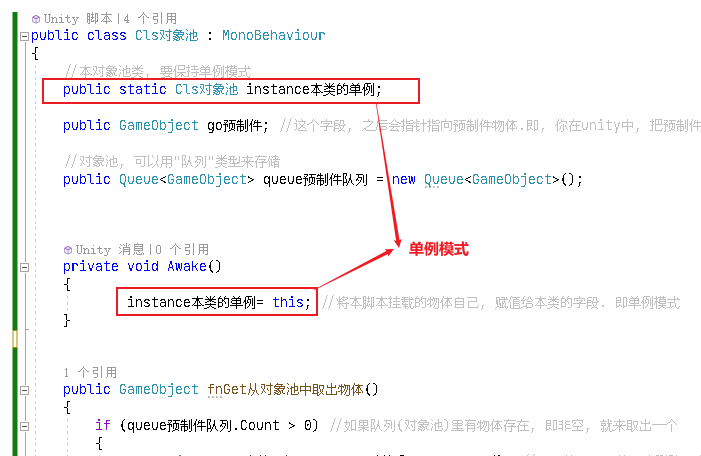 Unity 脚本|4 个引用
public class Cls对象池 : MonoBehaviour
{
//本对象池类, 要保持单例模式
public static Cls对象池 instance本类的单例;
public GameObject go预制件; //这个字段, 之后会指针指向预制件物体.即, 你在unity中, 把预制件
//对象池, 可以用"队列"类型来存储
public Queue<GameObject> queue预制件队列 = new Queue<GameObject>();
Unity 消息|0 个引用
private void Awake()
单例模式
{
instance本类的单例= this; //将本脚本挂载的物体自己, 赋值给本类的字段. 即单例模式
}
1 个引用
public GameObject fnGet从对象池中取出物体()
{
if (queue预制件队列.Count > 0) //如果队列(对象池)里有物体存在, 即非空, 就来取出一个
{